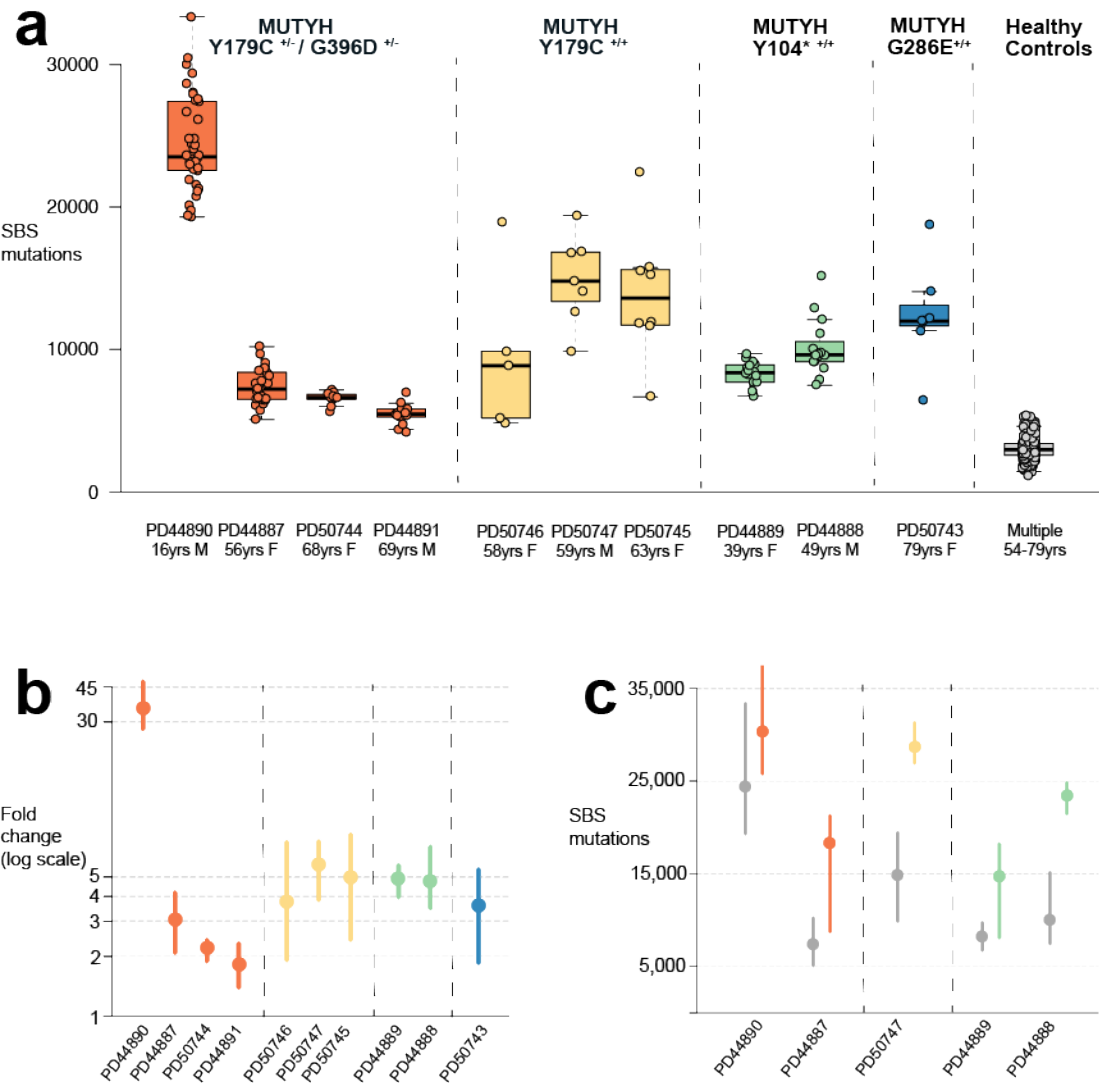 a
MUTYH
Y179C +/- / G396D +/-
MUTYH
Y179C +/+
MUTYH
Y104* +/+
MUTYH
G286E+/+
Healthy
Controls
30000
20000
SBS
mutations
10000
0
PD44890
16yrs M
PD44887
56yrs F
PD50744
68yrs F
PD44891
69yrs M
PD50746
58yrs F
PD50747
59yrs M
PD50745
63yrs F
PD44889
39yrs F
PD44888
49yrs M
PD50743
79yrs F
Multiple
54-79yrs
b
45
30
Fold
change
(log scale)
5
4
3
2
1
PD44890
PD44887
PD50744
PD44891
PD50746
PD50747
PD50745
PD44889
PD44888
PD50743
c
35,000
25,000
SBS
mutations
15,000
5,000
PD44890
PD44887
PD50747
PD44889
PD44888